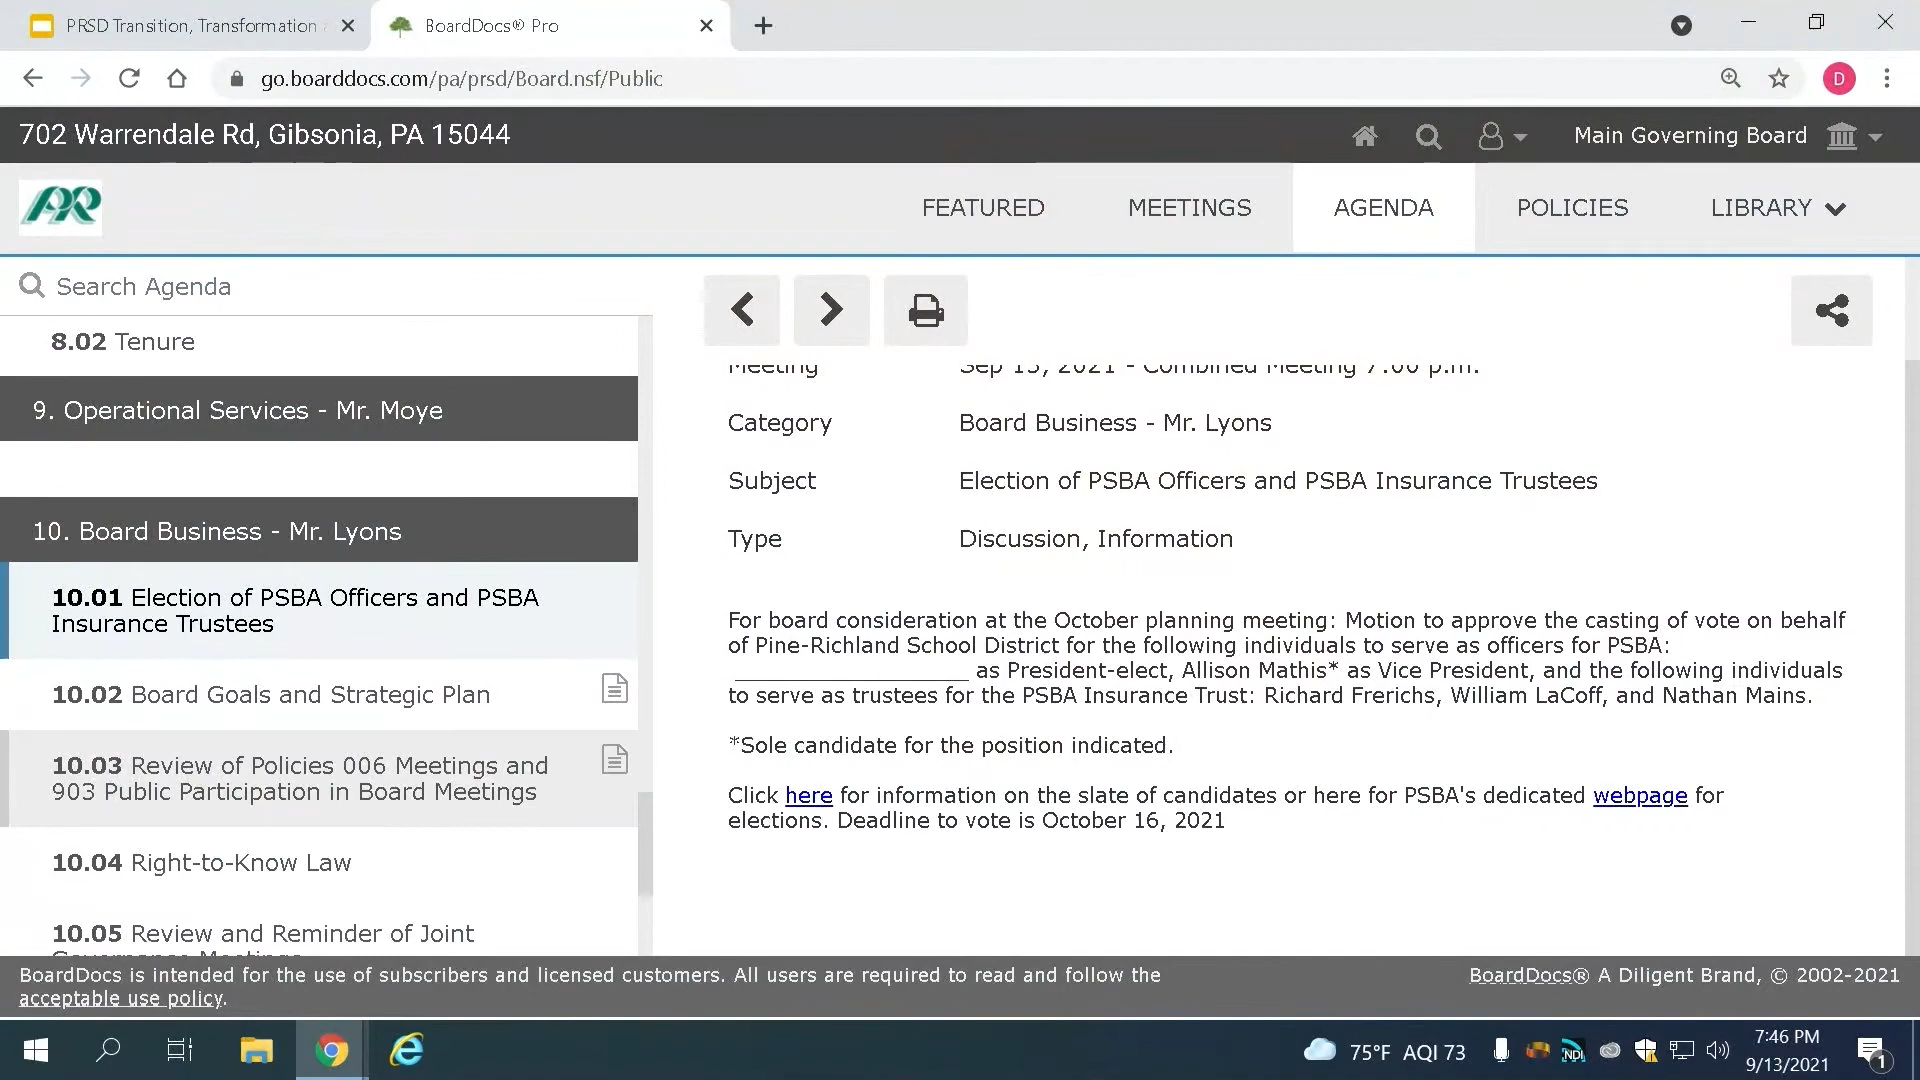 PRSD Transition, Transformation
BoardDocs® Pro
go.boarddocs.com/pa/prsd/Board.nsf/Public
D
702 Warrendale Rd, Gibsonia, PA 15044
Main Governing Board
PR
FEATURED
MEETINGS
AGENDA
POLICIES
LIBRARY
Search Agenda
8.02 Tenure
9. Operational Services - Mr. Moye
10. Board Business - Mr. Lyons
10.01 Election of PSBA Officers and PSBA
Insurance Trustees
10.02 Board Goals and Strategic Plan
10.03 Review of Policies 006 Meetings and
903 Public Participation in Board Meetings
10.04 Right-to-Know Law
10.05 Review and Reminder of Joint
Meeting Sep 13, 2021 - Combined Meeting 7:00 p.m.
Category Board Business - Mr. Lyons
Subject Election of PSBA Officers and PSBA Insurance Trustees
Type Discussion, Information
For board consideration at the October planning meeting: Motion to approve the casting of vote on behalf
of Pine-Richland School District for the following individuals to serve as officers for PSBA:
__________________ as President-elect, Allison Mathis* as Vice President, and the following individuals
to serve as trustees for the PSBA Insurance Trust: Richard Frerichs, William LaCoff, and Nathan Mains.
*Sole candidate for the position indicated.
Click here for information on the slate of candidates or here for PSBA's dedicated webpage for
elections. Deadline to vote is October 16, 2021
BoardDocs is intended for the use of subscribers and licensed customers. All users are required to read and follow the
acceptable use policy.
BoardDocs® A Diligent Brand, © 2002-2021
75°F AQI 73
NDI
7:46 PM
9/13/2021
1